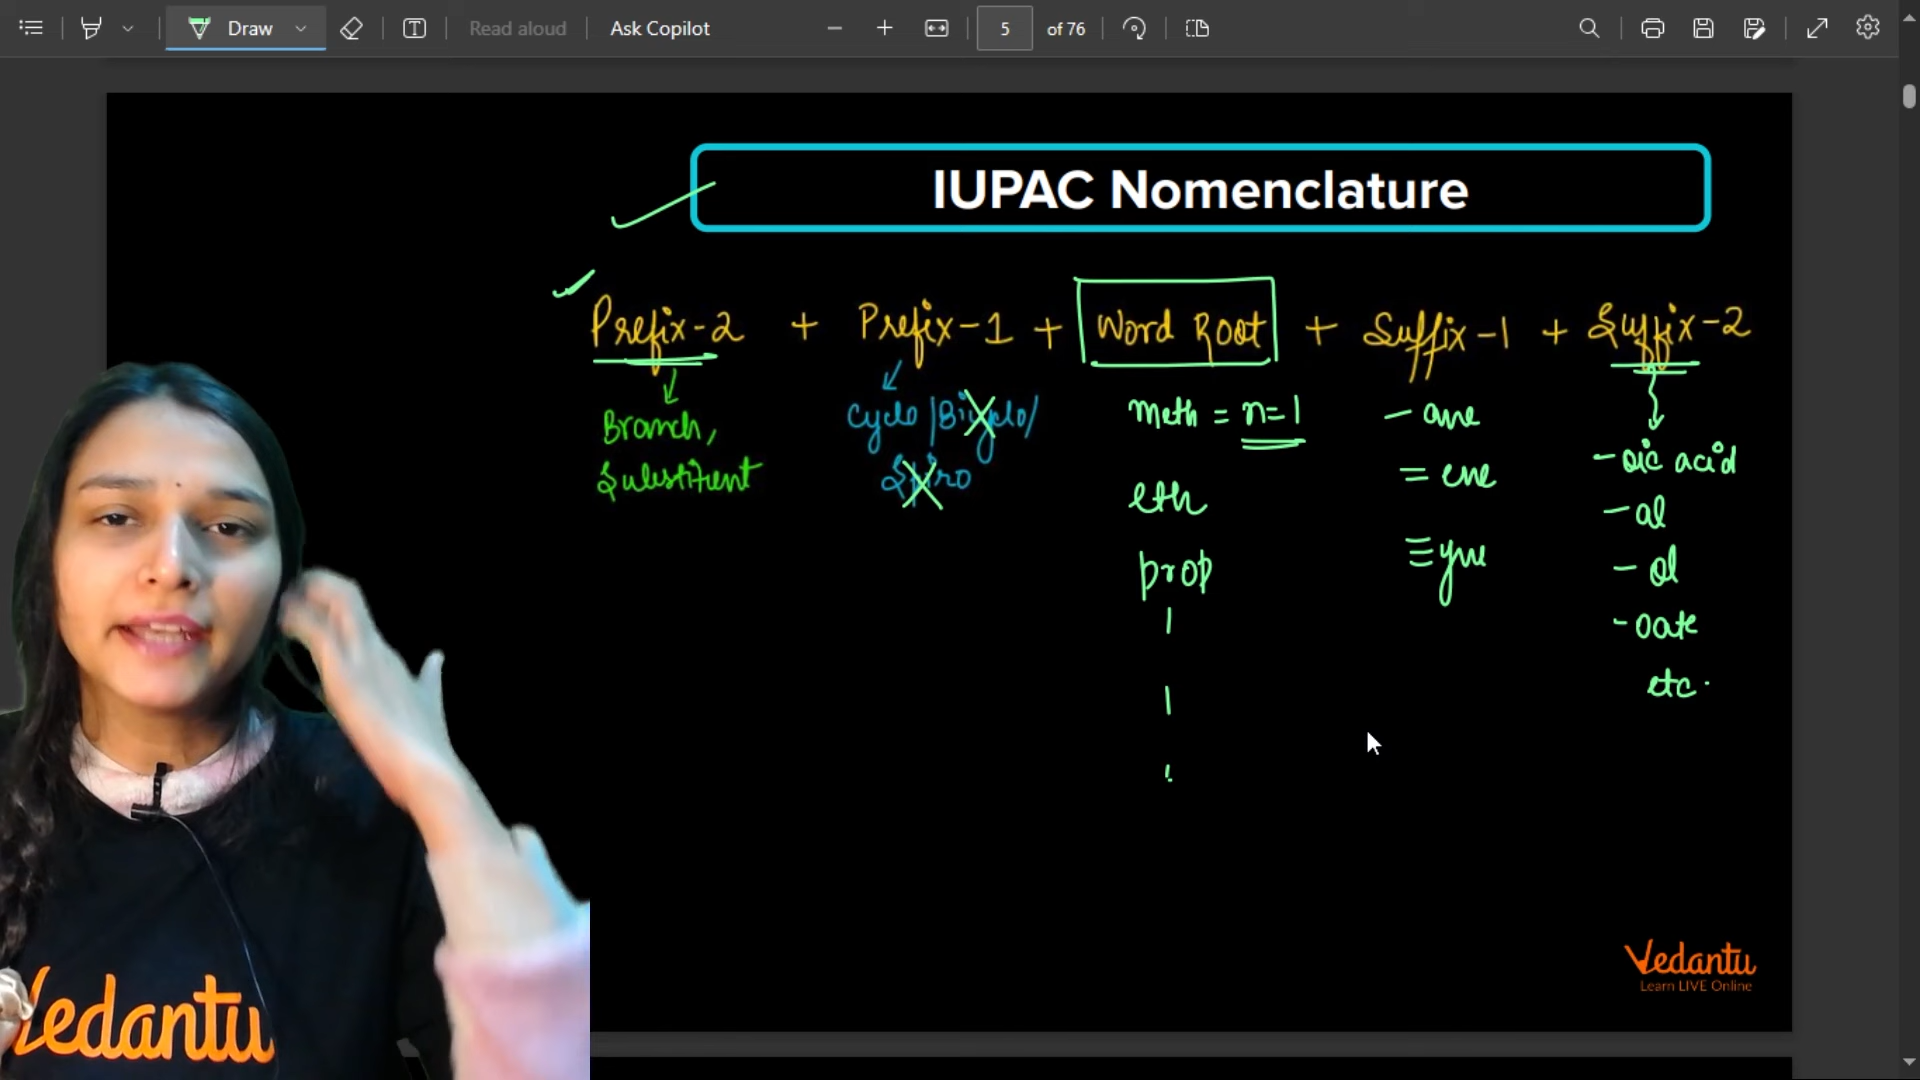 Draw
Read aloud
Ask Copilot
5 of 76
IUPAC Nomenclature
Prefix-2 + Prefix-1 + Word Root + Suffix-1 + Suffix-2
Branch,
Substituent
Cyclo/Bicyclo/
Spiro
Meth = n=1
eth
prop
- ane
= ene
≡ yne
- oic acid
- al
- ol
- oate
etc.
Vedantu
Learn LIVE Online
Vedantu